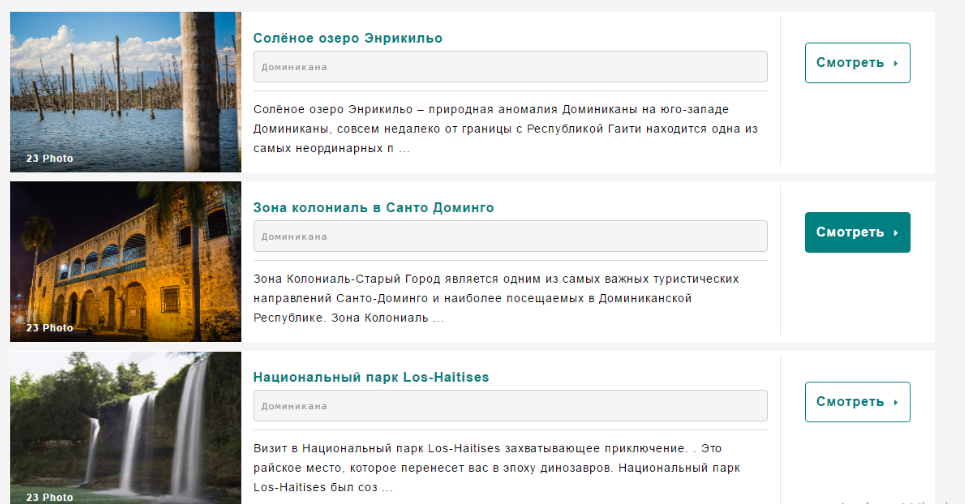 Солёное озеро Энрикильо
Доминикана
Солёное озеро Энрикильо – природная аномалия Доминиканы на юго-западе
Доминиканы, совсем недалеко от границы с Республикой Гаити находится одна из
самых неординарных п ...
23 Photo
Смотреть
Зона колониаль в Санто Доминго
Доминикана
Зона Колониаль-Старый Город является одним из самых важных туристических
направлений Санто-Доминго и наиболее посещаемых в Доминиканской
Республике. Зона Колониаль ...
23 Photo
Смотреть
Национальный парк Los-Haitises
Доминикана
Визит в Национальный парк Los-Haitises захватывающее приключение. . Это
райское место, которое перенесет вас в эпоху динозавров. Национальный парк
Los-Haitises был соз ...
23 Photo
Смотреть